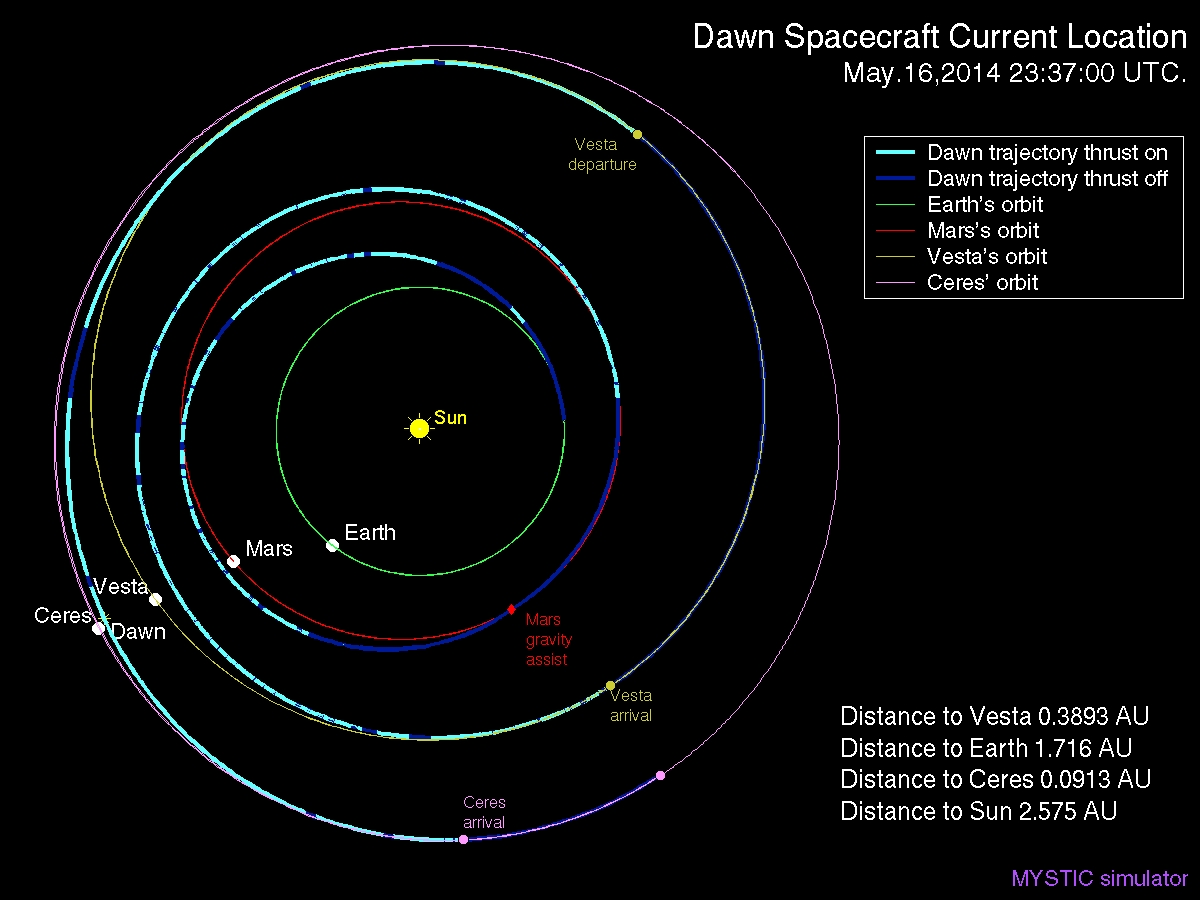 Dawn Spacecraft Current Location
May.16,2014 23:37:00 UTC.
Dawn trajectory thrust on
Dawn trajectory thrust off
Earth's orbit
Mars's orbit
Vesta's orbit
Ceres' orbit
Vesta
departure
Sun
Earth
Mars
Vesta
Ceres
Dawn
Mars
gravity
assist
Vesta
arrival
Ceres
arrival
Distance to Vesta 0.3893 AU
Distance to Earth 1.716 AU
Distance to Ceres 0.0913 AU
Distance to Sun 2.575 AU
MYSTIC simulator